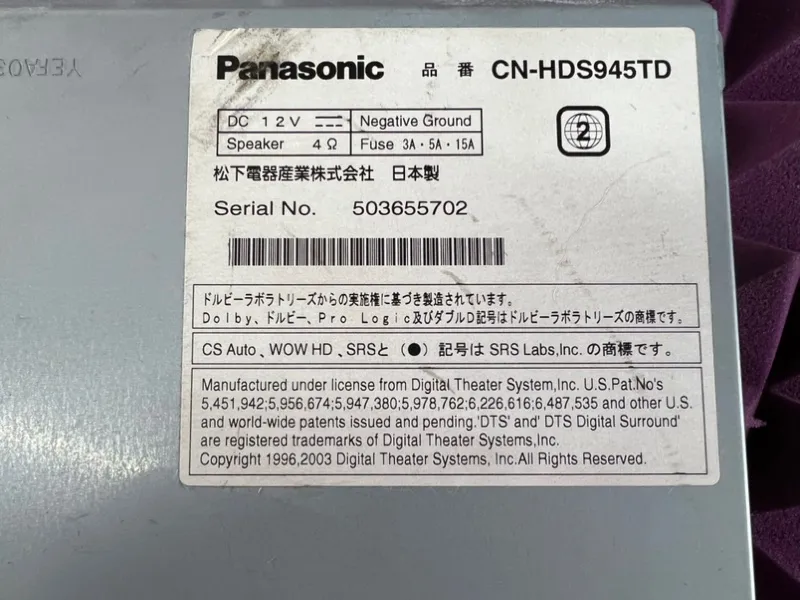 Panasonic 品番 CN-HDS945TD
DC 12V Negative Ground
Speaker 4Ω Fuse 3A・5A・15A
2
松下電器産業株式会社 日本製
Serial No. 503655702
ドルビーラボラトリーズからの実施権に基づき製造されています。
Dolby、ドルビー、Pro Logic及びダブルD記号はドルビーラボラトリーズの商標です。
CS Auto、WOW HD、SRSと(●)記号は SRS Labs,Inc. の商標です。
Manufactured under license from Digital Theater System,Inc. U.S.Pat.No's
5,451,942;5,956,674;5,947,380;5,978,762;6,226,616;6,487,535 and other U.S.
and world-wide patents issued and pending.'DTS' and' DTS Digital Surround'
are registered trademarks of Digital Theater Systems,Inc.
Copyright 1996,2003 Digital Theater Systems, Inc.All Rights Reserved.